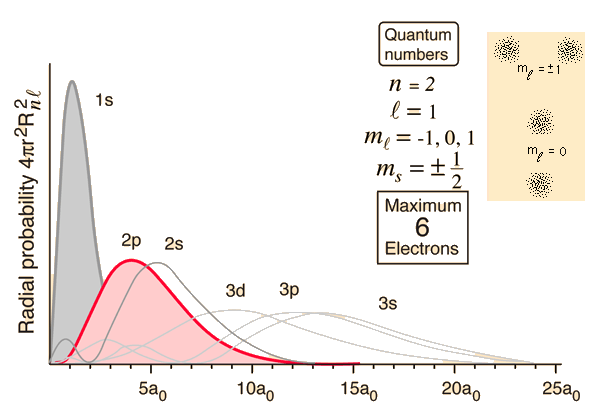 Quantum
numbers
n = 2
ℓ = 1
mℓ = -1, 0, 1
ms = ± 1/2
Maximum
6
Electrons
mℓ = ±1
mℓ = 0
Radial probability 4πr²R²nℓ
1s
2p
2s
3d
3p
3s
5a₀
10a₀
15a₀
20a₀
25a₀